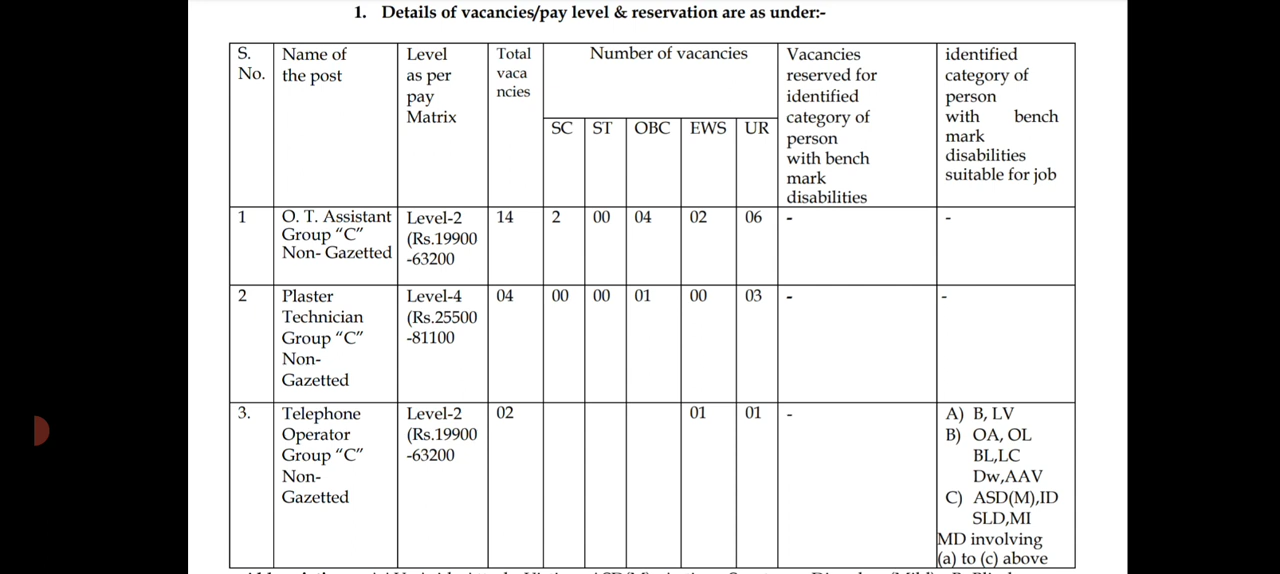 1. Details of vacancies/pay level & reservation are as under:-
S. No. | Name of the post | Level as per pay Matrix | Total vaca ncies | Number of vacancies | Vacancies reserved for identified category of person with bench mark disabilities | identified category of person with bench mark disabilities suitable for job
SC | ST | OBC | EWS | UR
1 | O. T. Assistant Group “C” Non- Gazetted | Level-2 (Rs.19900 -63200 | 14 | 2 | 00 | 04 | 02 | 06 | - | -
2 | Plaster Technician Group “C” Non- Gazetted | Level-4 (Rs.25500 -81100 | 04 | 00 | 00 | 01 | 00 | 03 | - | -
3. | Telephone Operator Group “C” Non- Gazetted | Level-2 (Rs.19900 -63200 | 02 | | | | 01 | 01 | - | A) B, LV B) OA, OL BL,LC Dw,AAV C) ASD(M),ID SLD,MI MD involving (a) to (c) above